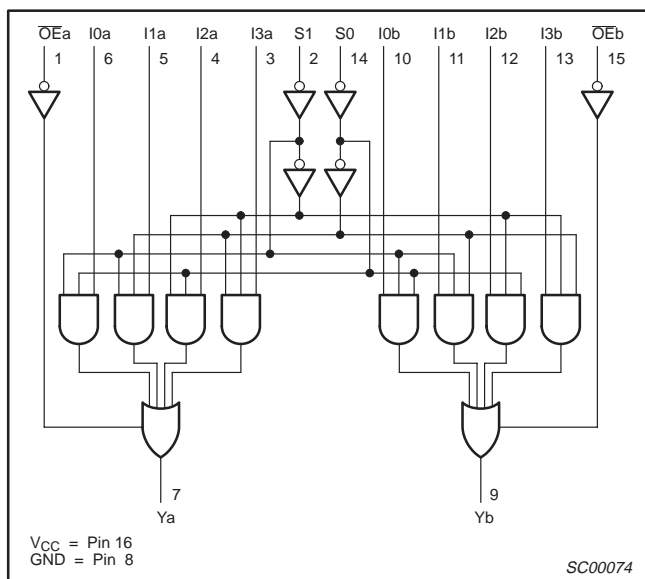 OEa I0a I1a I2a I3a S1 S0 I0b I1b I2b I3b OEb
1 6 5 4 3 2 14 10 11 12 13 15
7 9
Ya Yb
VCC = Pin 16
GND = Pin 8
SC00074